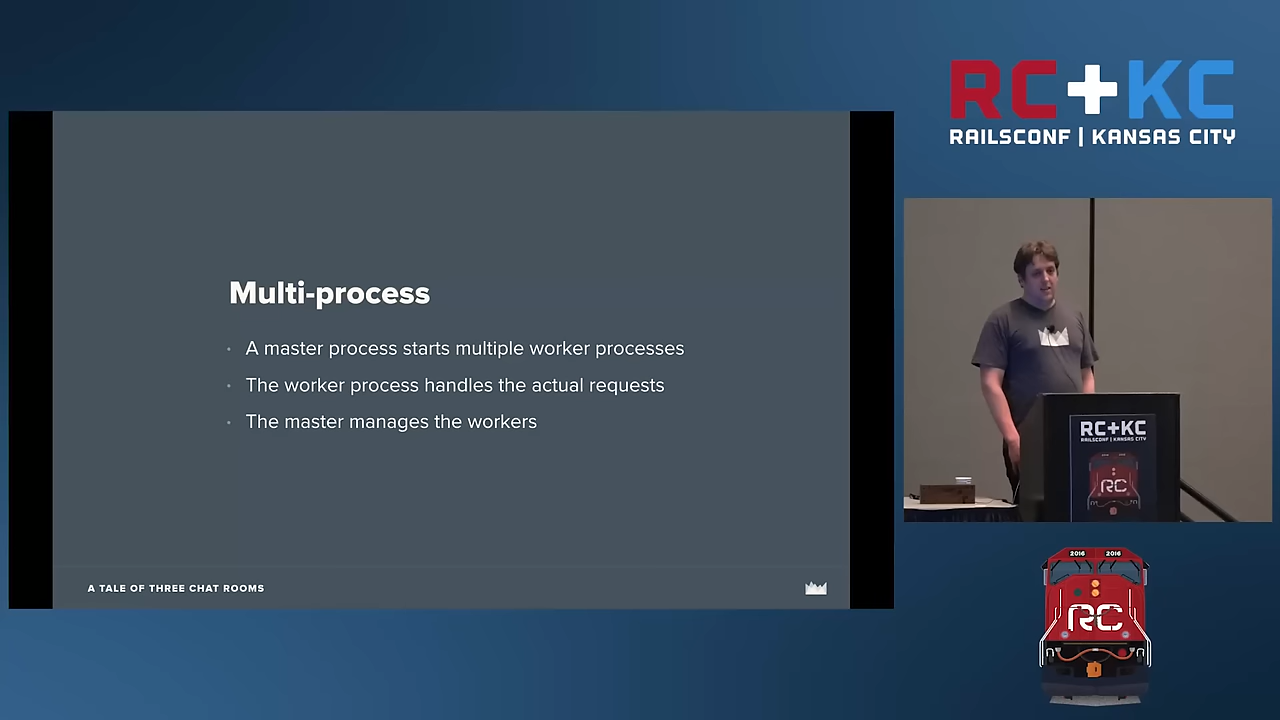 RC+KC
RAILSCONF | KANSAS CITY
Multi-process
A master process starts multiple worker processes
The worker process handles the actual requests
The master manages the workers
A TALE OF THREE CHAT ROOMS
RC+KC
RAILSCONF | KANSAS CITY
RC
2016 2016
RC